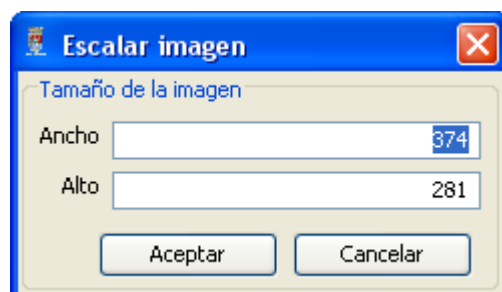 Escalar imagen
Tamaño de la imagen
Ancho 374
Alto 281
Aceptar Cancelar